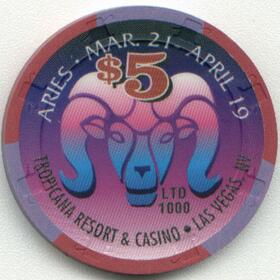 ARIES • MAR. 21 - APRIL 19
$5
LTD
1000
TROPICANA RESORT & CASINO • LAS VEGAS, NV